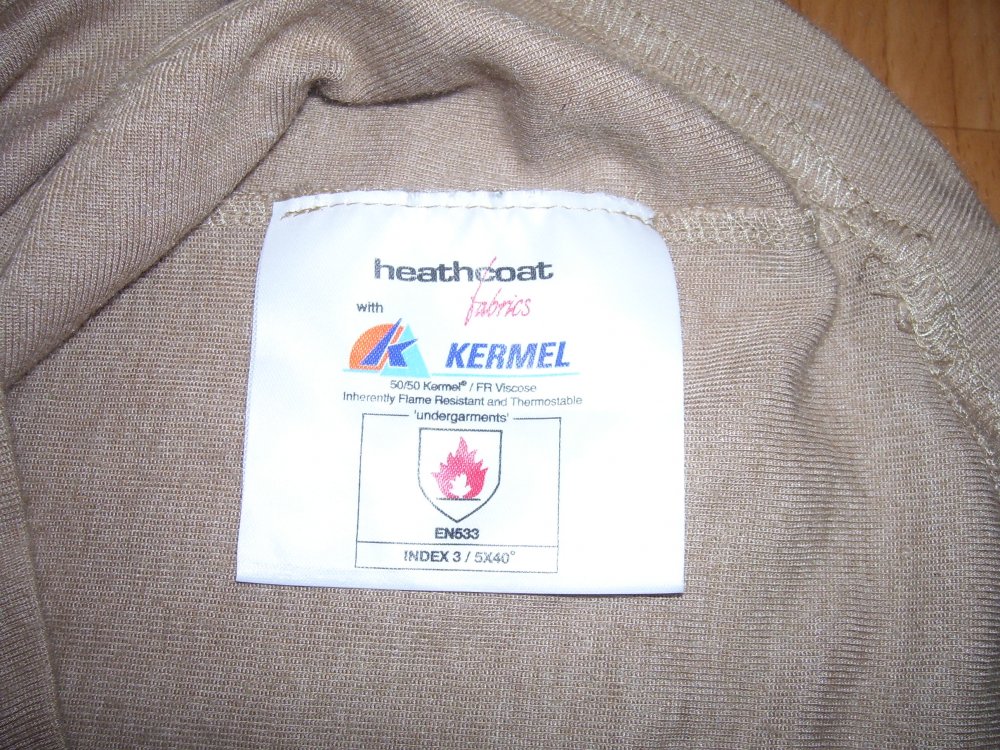 heathcoat
with fabrics
KERMEL
50/50 Kermel® / FR Viscose
Inherently Flame Resistant and Thermostable
'undergarments'
EN533
INDEX 3 / 5X40°